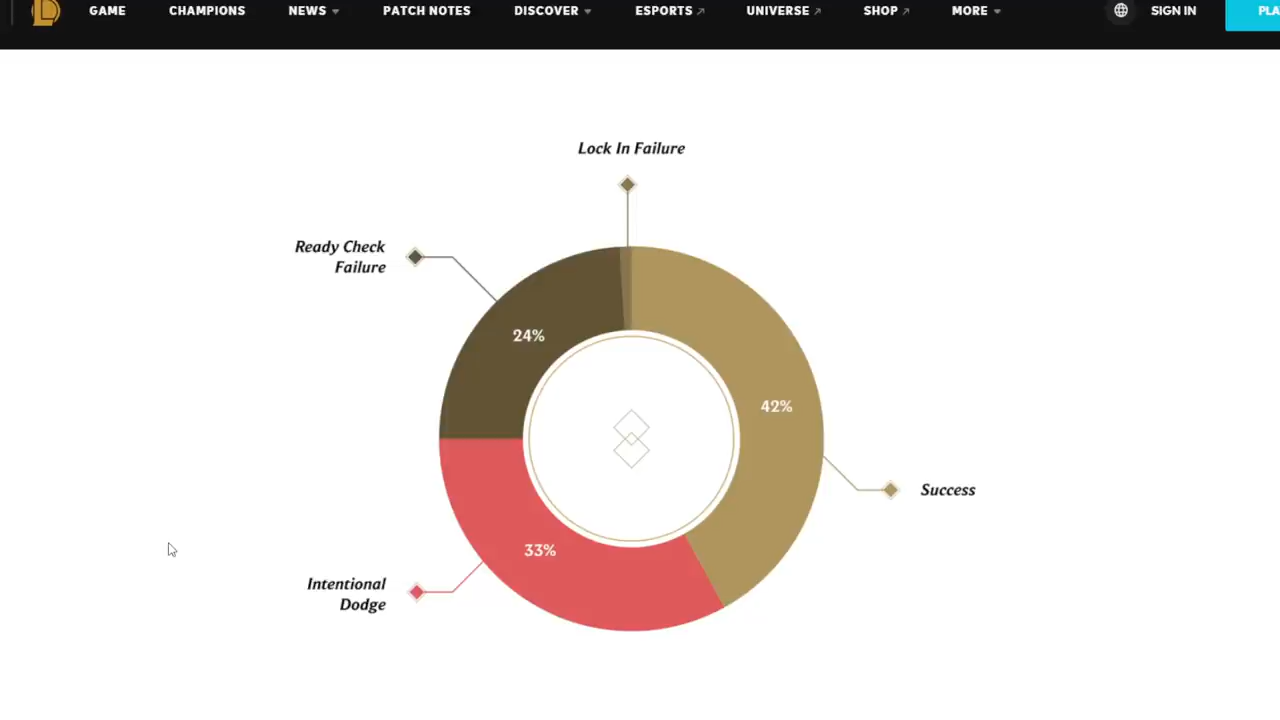 GAME CHAMPIONS NEWS PATCH NOTES DISCOVER ESPORTS UNIVERSE SHOP MORE SIGN IN
Lock In Failure
Ready Check
Failure
24%
42%
Success
33%
Intentional
Dodge